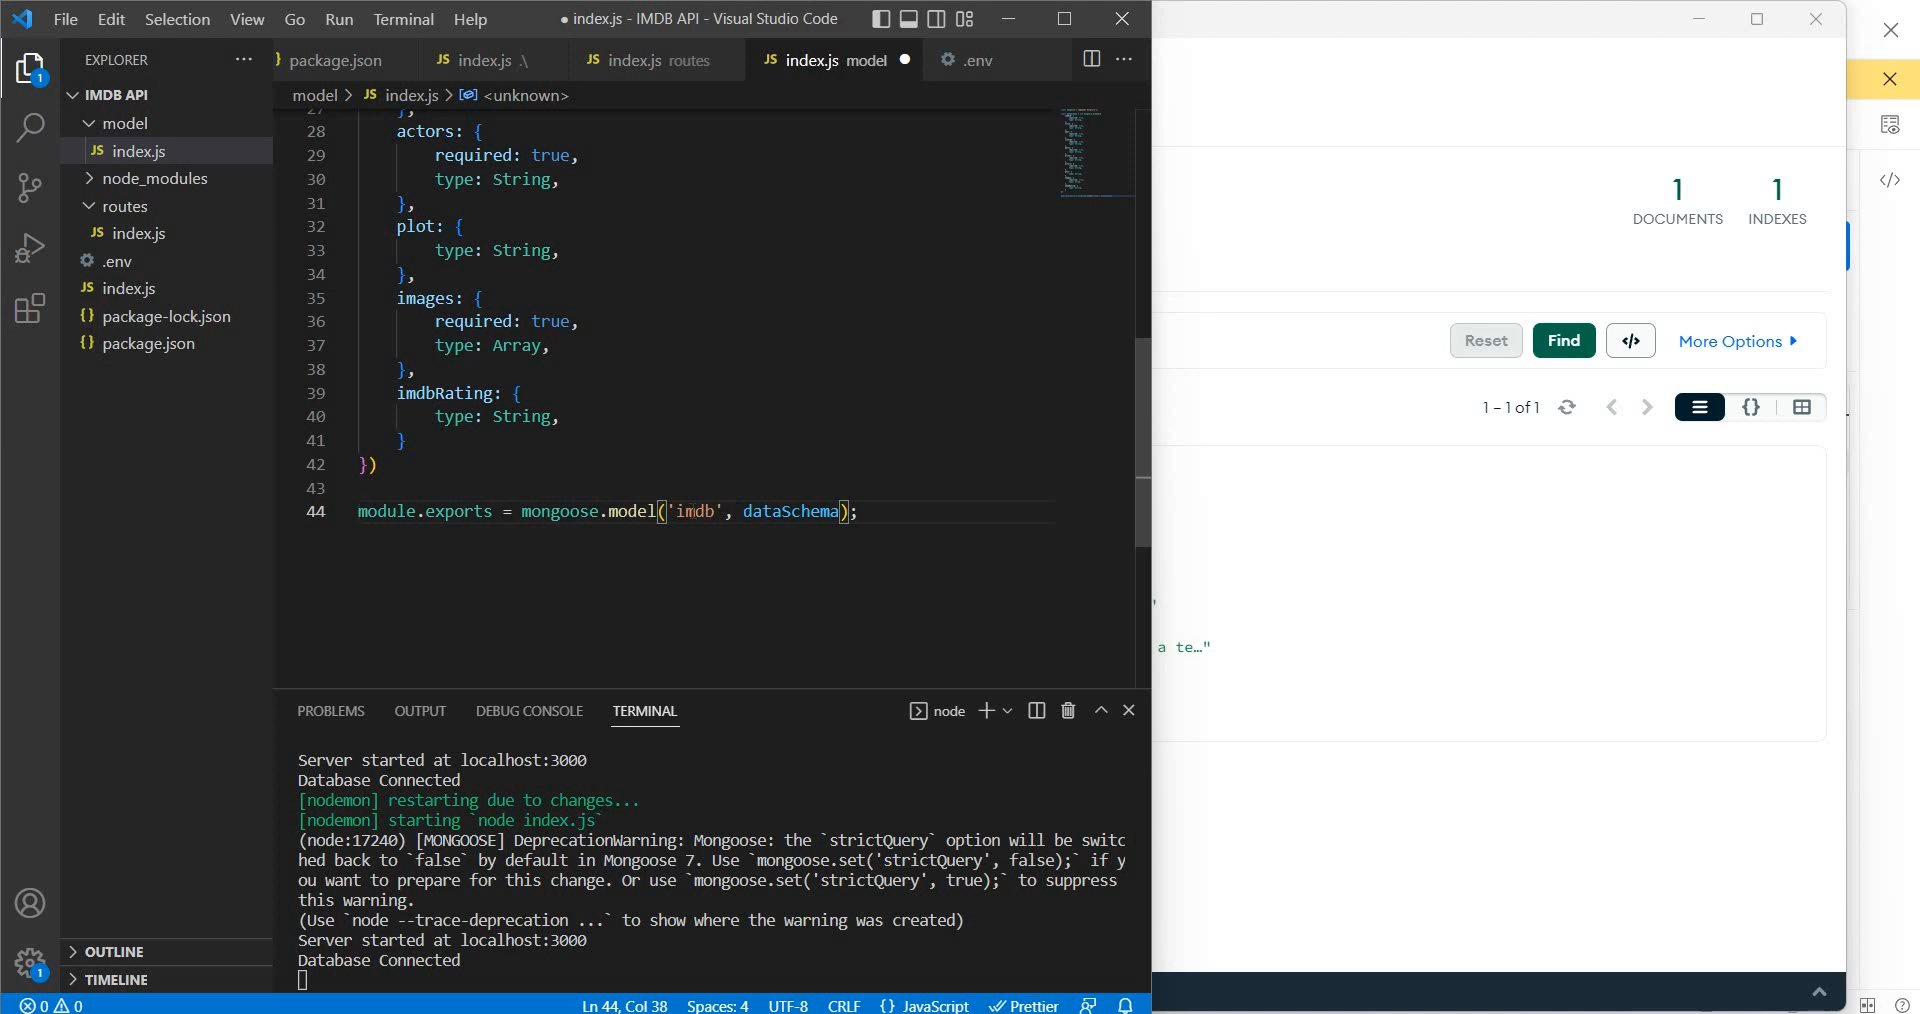 File Edit Selection View Go Run Terminal Help
● index.js - IMDB API - Visual Studio Code
EXPLORER
package.json
JS index.js .\
JS index.js routes
JS index.js model
.env
IMDB API
model > JS index.js > <unknown>
model
JS index.js
node_modules
routes
JS index.js
.env
JS index.js
{} package-lock.json
{} package.json
OUTLINE
TIMELINE
1
1
27 },
28 actors: {
29 required: true,
30 type: String,
31 },
32 plot: {
33 type: String,
34 },
35 images: {
36 required: true,
37 type: Array,
38 },
39 imdbRating: {
40 type: String,
41 }
42 })
43
44 module.exports = mongoose.model('imdb', dataSchema);
PROBLEMS OUTPUT DEBUG CONSOLE TERMINAL
node
Server started at localhost:3000
Database Connected
[nodemon] restarting due to changes...
[nodemon] starting `node index.js`
(node:17240) [MONGOOSE] DeprecationWarning: Mongoose: the `strictQuery` option will be switc
hed back to `false` by default in Mongoose 7. Use `mongoose.set('strictQuery', false);` if y
ou want to prepare for this change. Or use `mongoose.set('strictQuery', true);` to suppress
this warning.
(Use `node --trace-deprecation ...` to show where the warning was created)
Server started at localhost:3000
Database Connected
0 0
Ln 44, Col 38 Spaces: 4 UTF-8 CRLF {} JavaScript Prettier
1 1
DOCUMENTS INDEXES
Reset Find </> More Options
1 – 1 of 1
{}
"
a te…"
</>